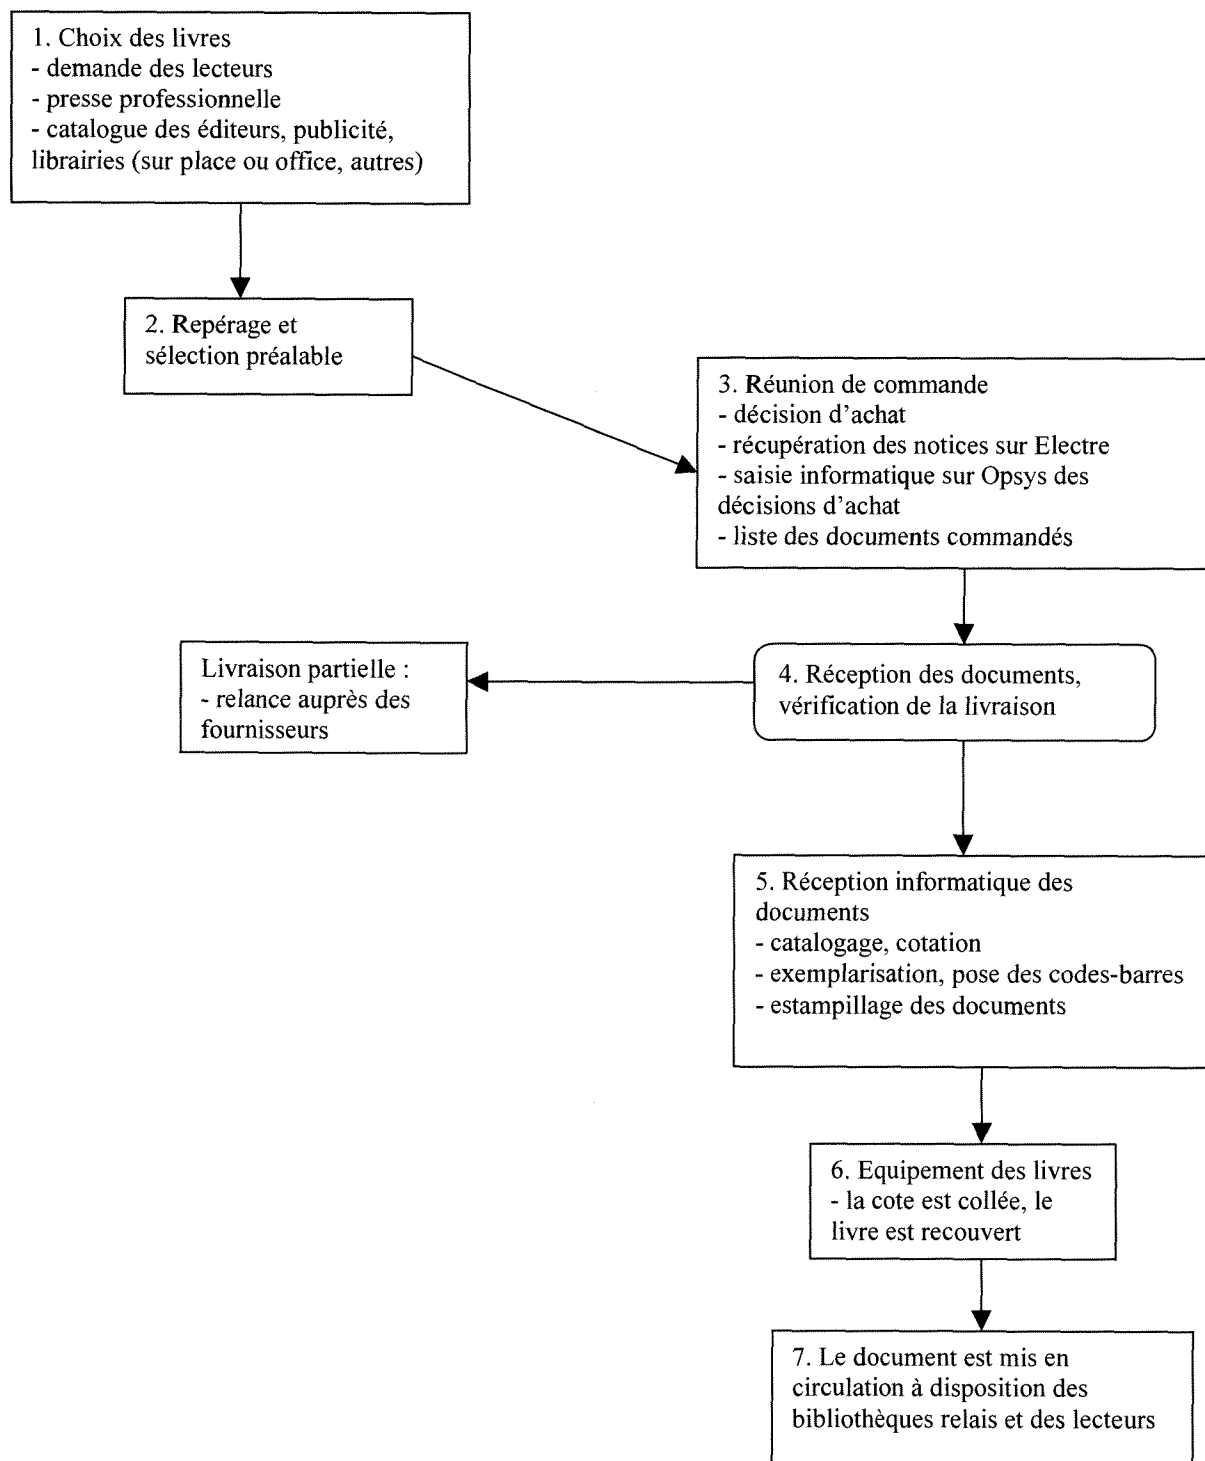 1. Choix des livres
- demande des lecteurs
- presse professionnelle
- catalogue des éditeurs, publicité,
librairies (sur place ou office, autres)
2. Repérage et
sélection préalable
3. Réunion de commande
- décision d'achat
- récupération des notices sur Electre
- saisie informatique sur Opsys des
décisions d'achat
- liste des documents commandés
Livraison partielle :
- relance auprès des
fournisseurs
4. Réception des documents,
vérification de la livraison
5. Réception informatique des
documents
- catalogage, cotation
- exemplarisation, pose des codes-barres
- estampillage des documents
6. Equipement des livres
- la cote est collée, le
livre est recouvert
7. Le document est mis en
circulation à disposition des
bibliothèques relais et des lecteurs